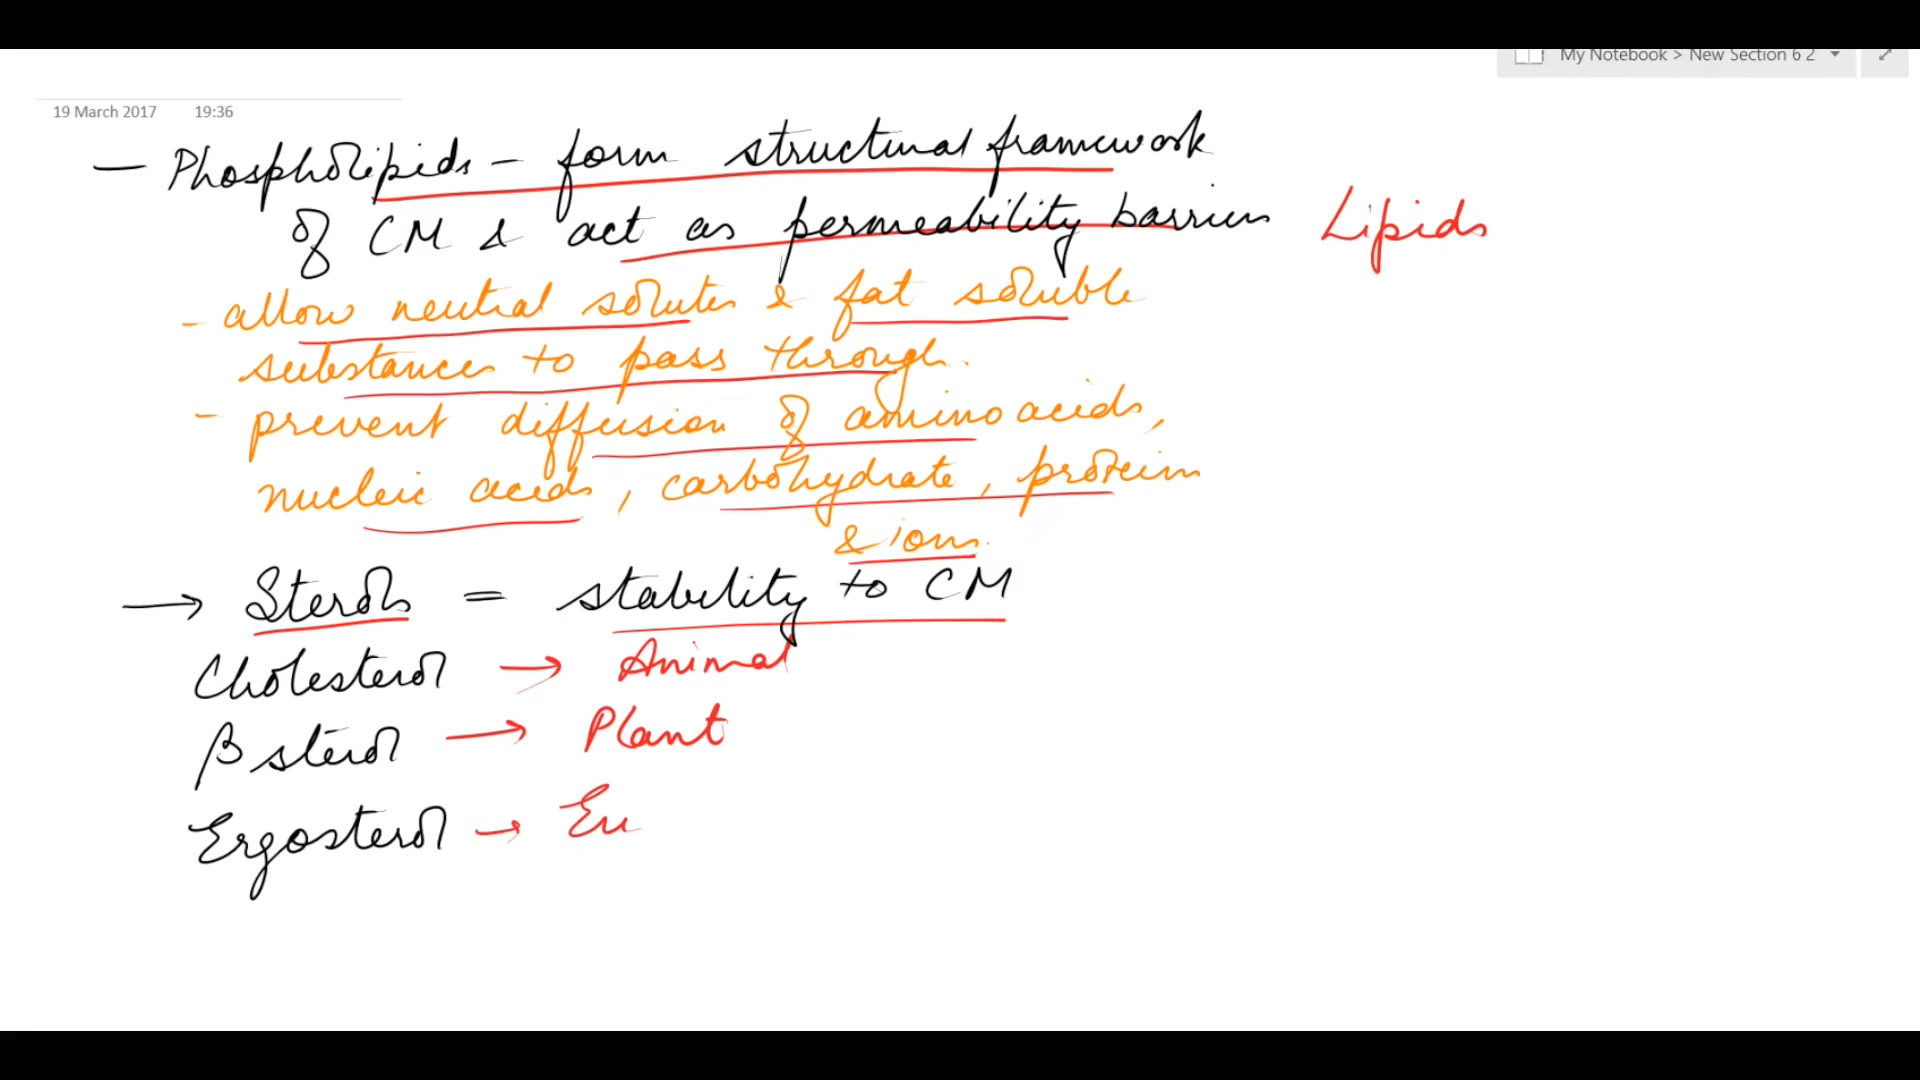 My Notebook > New Section 6 2
19 March 2017 19:36
– Phospholipids – form structural framework
of CM & act as permeability barriers
Lipids
- allow neutral solutes & fat soluble
substances to pass through.
- prevent diffusion of amino acids,
nucleic acids, carbohydrate, protein
& ions.
→ Sterols = stability to CM
Cholesterol → Animal
β sterol → Plant
Ergosterol → Eu